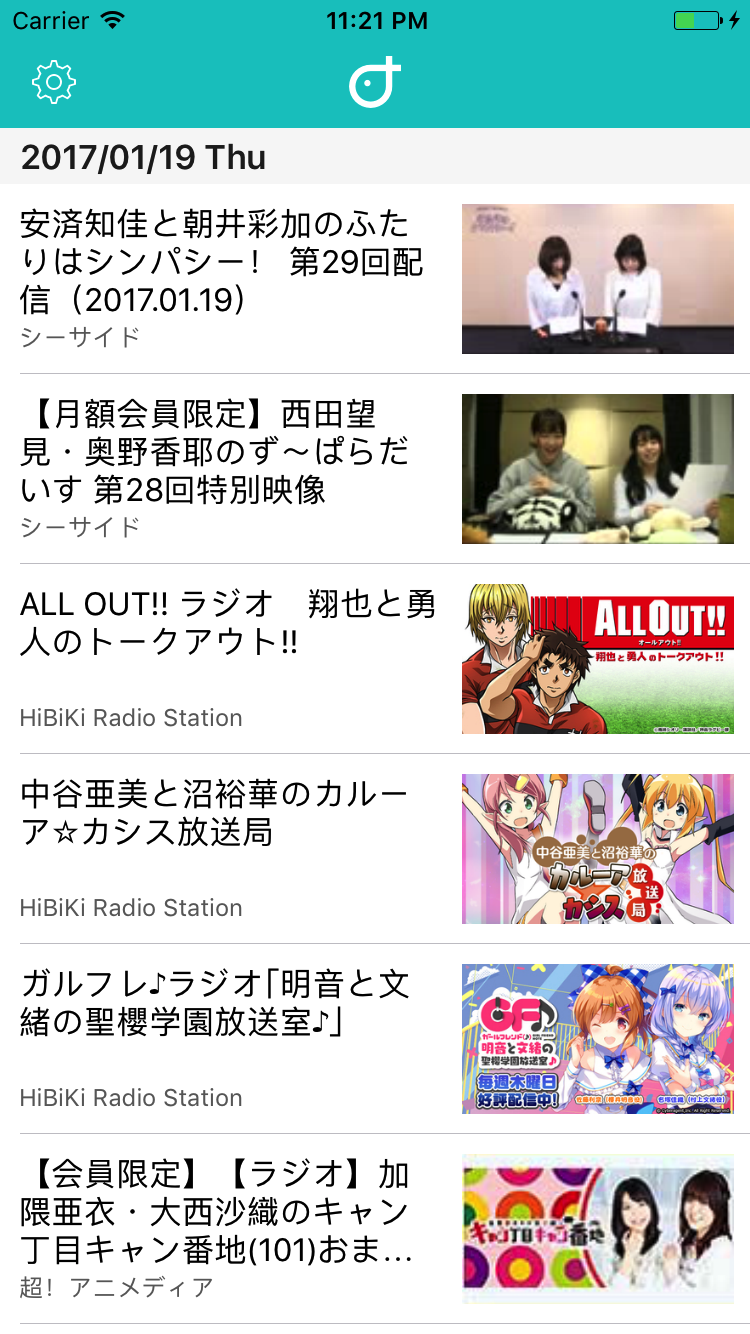 Carrier 11:21 PM
2017/01/19 Thu
安済知佳と朝井彩加のふた
りはシンパシー！ 第29回配
信（2017.01.19）
シーサイド
【月額会員限定】西田望
見・奥野香耶のず〜ぱらだ
いす 第28回特別映像
シーサイド
ALL OUT!! ラジオ　翔也と勇
人のトークアウト!!
HiBiKi Radio Station
ALL OUT!!
オールアウト!!
翔也と勇人のトークアウト!!
中谷亜美と沼裕華のカルー
ア☆カシス放送局
HiBiKi Radio Station
中谷亜美と沼裕華の
カルーア
カシス
放送局
ガルフレ♪ラジオ｢明音と文
緒の聖櫻学園放送室♪｣
HiBiKi Radio Station
GF♪
ガールフレンド(♪)
明音と文緒の
聖櫻学園放送室♪
毎週木曜日
好評配信中!
【会員限定】【ラジオ】加
隈亜衣・大西沙織のキャン
丁目キャン番地(101)おま…
超！アニメディア
キャン丁目キャン番地